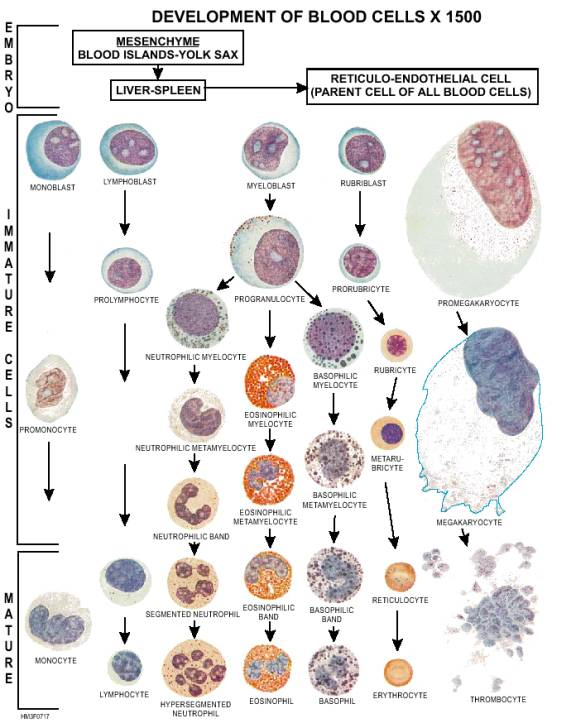 DEVELOPMENT OF BLOOD CELLS X 1500
EMBRYO
MESENCHYME
BLOOD ISLANDS-YOLK SAX
LIVER-SPLEEN
RETICULO-ENDOTHELIAL CELL
(PARENT CELL OF ALL BLOOD CELLS)
IMMATURE CELLS
MONOBLAST
LYMPHOBLAST
MYELOBLAST
RUBRIBLAST
PROLYMPHOCYTE
PROGRANULOCYTE
PRORUBRICYTE
PROMEGAKARYOCYTE
NEUTROPHILIC MYELOCYTE
EOSINOPHILIC
MYELOCYTE
BASOPHILIC
MYELOCYTE
RUBRICYTE
PROMONOCYTE
NEUTROPHILIC METAMYELOCYTE
METARU-
BRICYTE
EOSINOPHILIC
METAMYELOCYTE
BASOPHILIC
METAMYELOCYTE
MEGAKARYOCYTE
NEUTROPHILIC BAND
MATURE
SEGMENTED NEUTROPHIL
EOSINOPHILIC
BAND
BASOPHILIC
BAND
RETICULOCYTE
MONOCYTE
LYMPHOCYTE
HYPERSEGMENTED
NEUTROPHIL
EOSINOPHIL
BASOPHIL
ERYTHROCYTE
THROMBOCYTE
HM3F0717